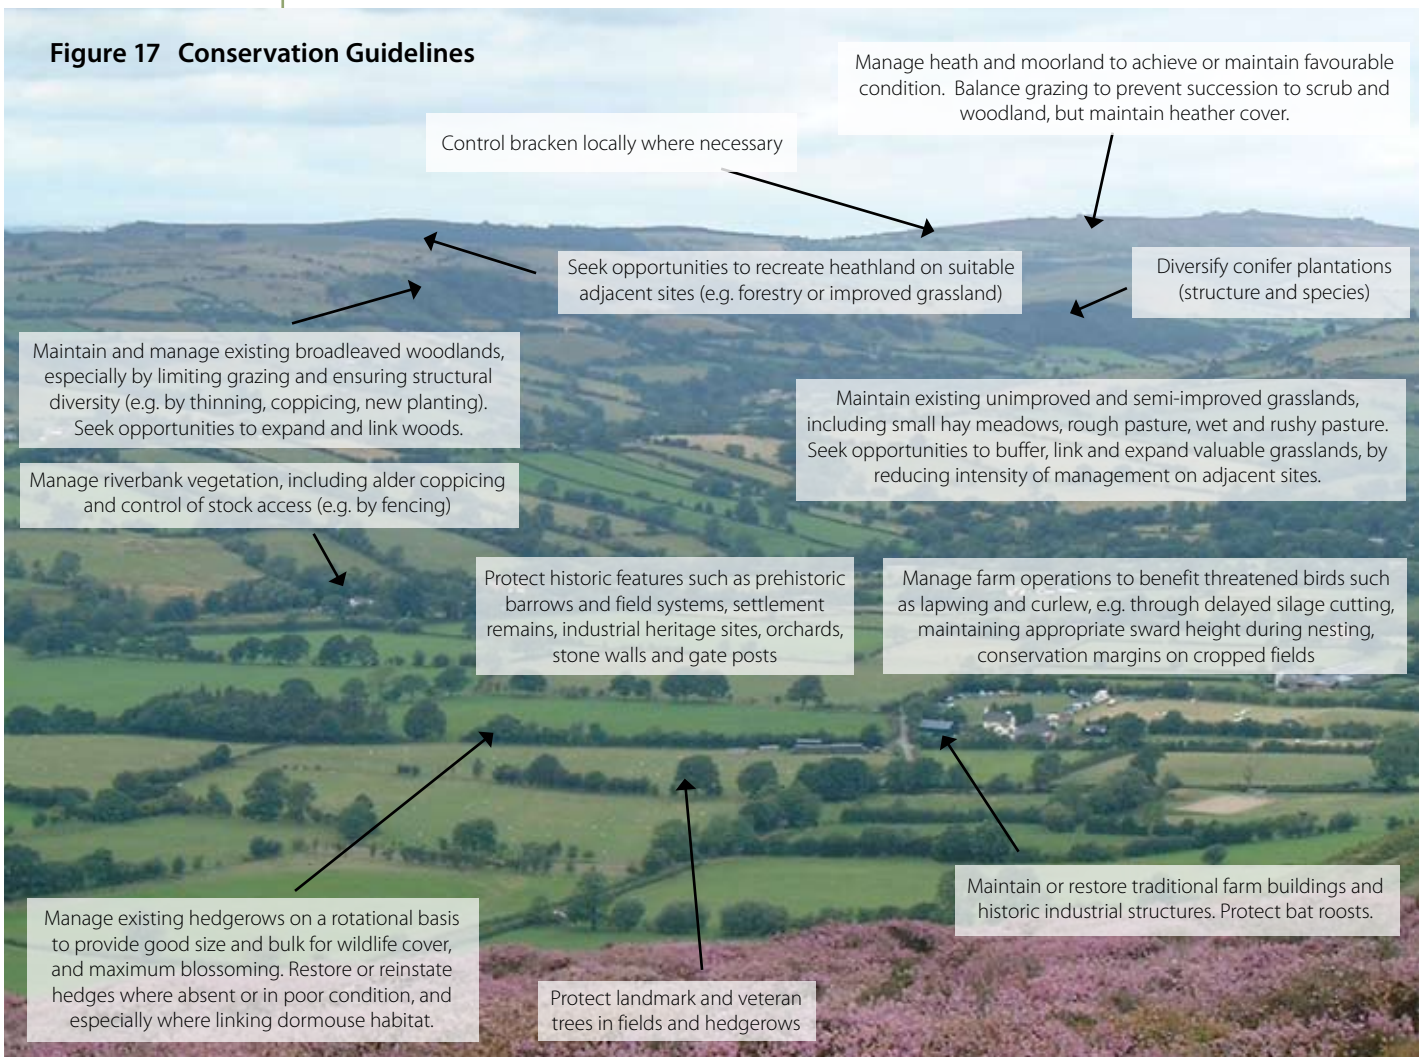 Figure 17 Conservation Guidelines
Manage heath and moorland to achieve or maintain favourable
condition. Balance grazing to prevent succession to scrub and
woodland, but maintain heather cover.
Control bracken locally where necessary
Seek opportunities to recreate heathland on suitable
adjacent sites (e.g. forestry or improved grassland)
Diversify conifer plantations
(structure and species)
Maintain and manage existing broadleaved woodlands,
especially by limiting grazing and ensuring structural
diversity (e.g. by thinning, coppicing, new planting).
Seek opportunities to expand and link woods.
Maintain existing unimproved and semi-improved grasslands,
including small hay meadows, rough pasture, wet and rushy pasture.
Seek opportunities to buffer, link and expand valuable grasslands, by
reducing intensity of management on adjacent sites.
Manage riverbank vegetation, including alder coppicing
and control of stock access (e.g. by fencing)
Protect historic features such as prehistoric
barrows and field systems, settlement
remains, industrial heritage sites, orchards,
stone walls and gate posts
Manage farm operations to benefit threatened birds such
as lapwing and curlew, e.g. through delayed silage cutting,
maintaining appropriate sward height during nesting,
conservation margins on cropped fields
Maintain or restore traditional farm buildings and
historic industrial structures. Protect bat roosts.
Manage existing hedgerows on a rotational basis
to provide good size and bulk for wildlife cover,
and maximum blossoming. Restore or reinstate
hedges where absent or in poor condition, and
especially where linking dormouse habitat.
Protect landmark and veteran
trees in fields and hedgerows